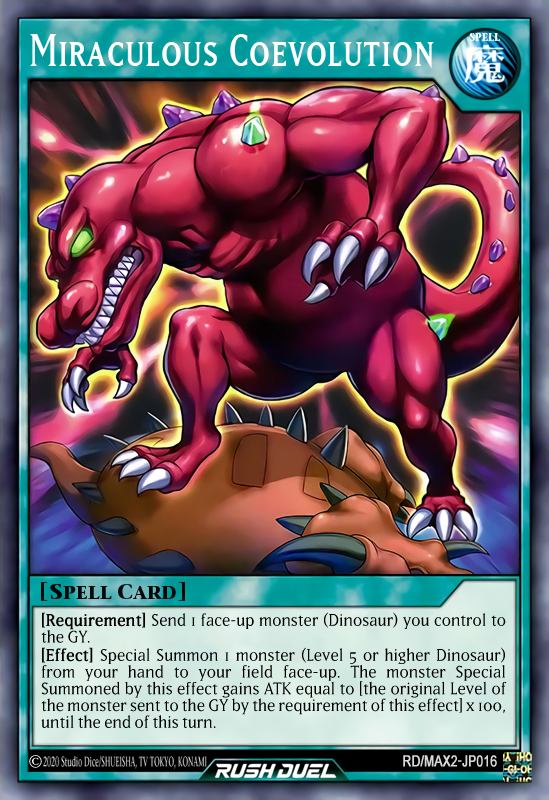 MIRACULOUS COEVOLUTION
SPELL
魔
[SPELL CARD]
[Requirement] Send 1 face-up monster (Dinosaur) you control to
the GY.
[Effect] Special Summon 1 monster (Level 5 or higher Dinosaur)
from your hand to your field face-up. The monster Special
Summoned by this effect gains ATK equal to [the original Level of
the monster sent to the GY by the requirement of this effect] x 100,
until the end of this turn.
©2020 Studio Dice/SHUEISHA, TV TOKYO, KONAMI
RUSH DUEL
RD/MAX2-JP016